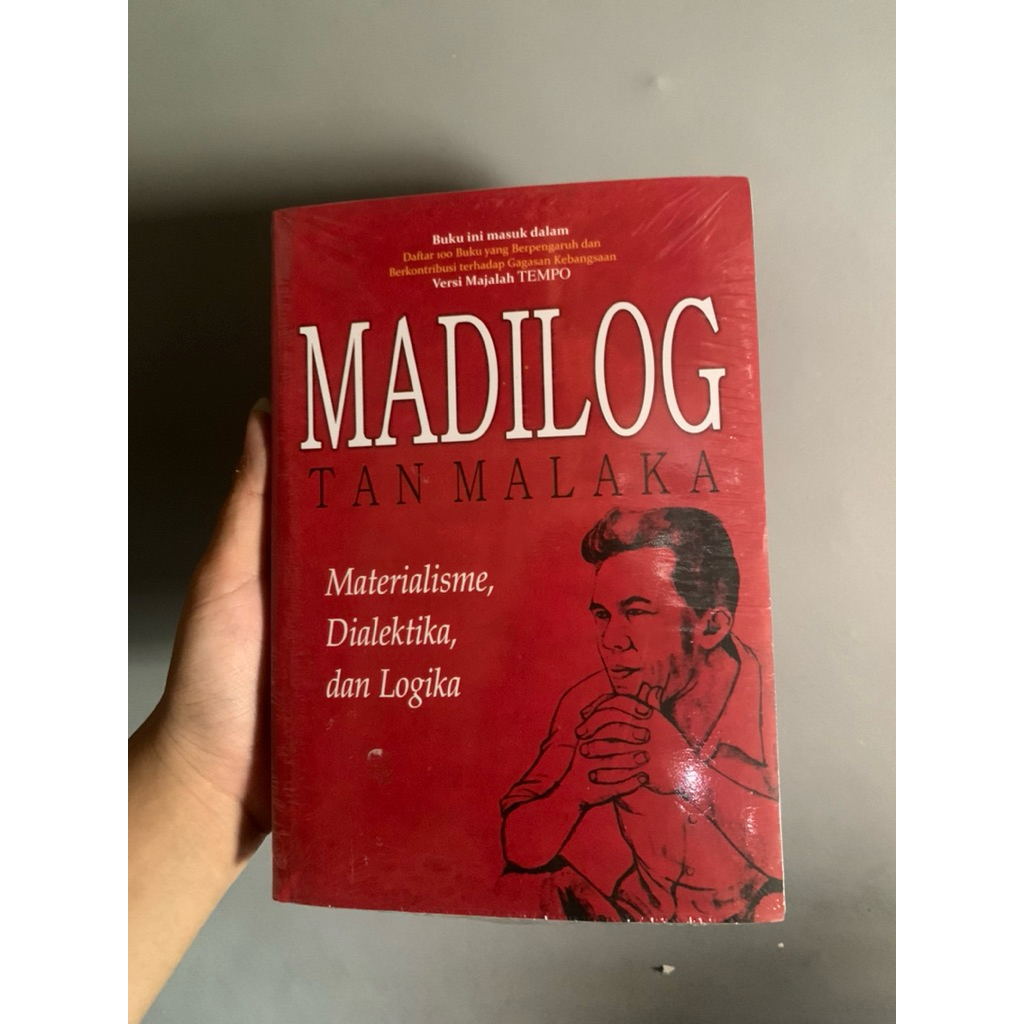 Buku ini masuk dalam
Daftar 100 Buku yang Berpengaruh dan
Berkontribusi terhadap Gagasan Kebangsaan
Versi Majalah TEMPO
MADILOG
TAN MALAKA
Materialisme,
Dialektika,
dan Logika